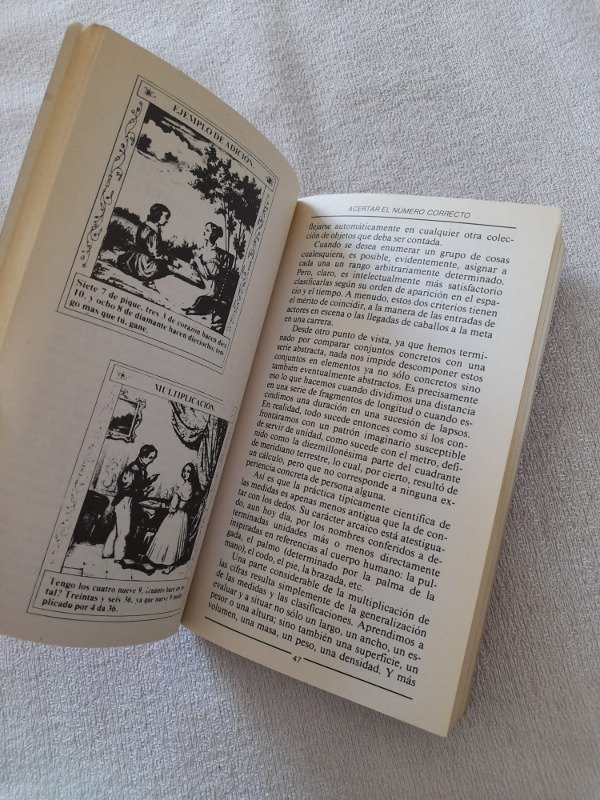 EJEMPLO DE ADICION
Siete 7 de pique, tres 3 de corazon hacen diez
10, y ocho 8 de diamante hacen dieciocho, ten-
go mas que tú, gané.
MULTIPLICACION
Tengo los cuatro nueve 9, ¿cuánto hace en to-
tal? Treintas y seis 36, ya que nueve 9 multi-
plicado por 4 da 36.
ACERTAR EL NÚMERO CORRECTO
flejarse automáticamente en cualquier otra colec-
ción de objetos que deba ser contada.
Cuando se desea enumerar un grupo de cosas
cualesquiera, es posible, evidentemente, asignar a
cada una un rango arbitrariamente determinado.
Pero, claro, es intelectualmente más satisfactorio
clasificarlas según su orden de aparición en el espa-
cio y el tiempo. A menudo, estos dos criterios tienen
el mérito de coincidir, a la manera de las entradas de
actores en escena o las llegadas de caballos a la meta
en una carrera.
Desde otro punto de vista, ya que hemos termi-
nado por comparar conjuntos concretos con una
serie abstracta, nada nos impide descomponer estos
conjuntos en elementos ya no sólo concretos sino
también eventualmente abstractos. Es precisamente
eso lo que hacemos cuando dividimos una distancia
en una serie de fragmentos de longitud o cuando es-
cindimos una duración en una sucesión de lapsos.
En realidad, todo sucede entonces como si los con-
frontáramos con un patrón imaginario susceptible
de servir de unidad, como sucede con el metro, defi-
nido como la diezmillonésima parte del cuadrante
de meridiano terrestre, lo cual, por cierto, resultó de
un cálculo, pero que no corresponde a ninguna ex-
periencia concreta de persona alguna.
Así es que la práctica típicamente científica de
las medidas es apenas menos antigua que la de con-
tar con los dedos. Su carácter arcaico está atestigua-
do, aun hoy día, por los nombres conferidos a de-
terminadas unidades más o menos directamente
inspiradas en referencias al cuerpo humano: la pul-
gada, el palmo (determinado por la palma de la
mano), el codo, el pie, la brazada, etc.
Una parte considerable de la multiplicación de
las cifras resulta simplemente de la generalización
de las medidas y las clasificaciones. Aprendimos a
evaluar y a situar no sólo un largo, un ancho, un es-
pesor o una altura; sino también una superficie, un
volumen, una masa, un peso, una densidad. Y más
47